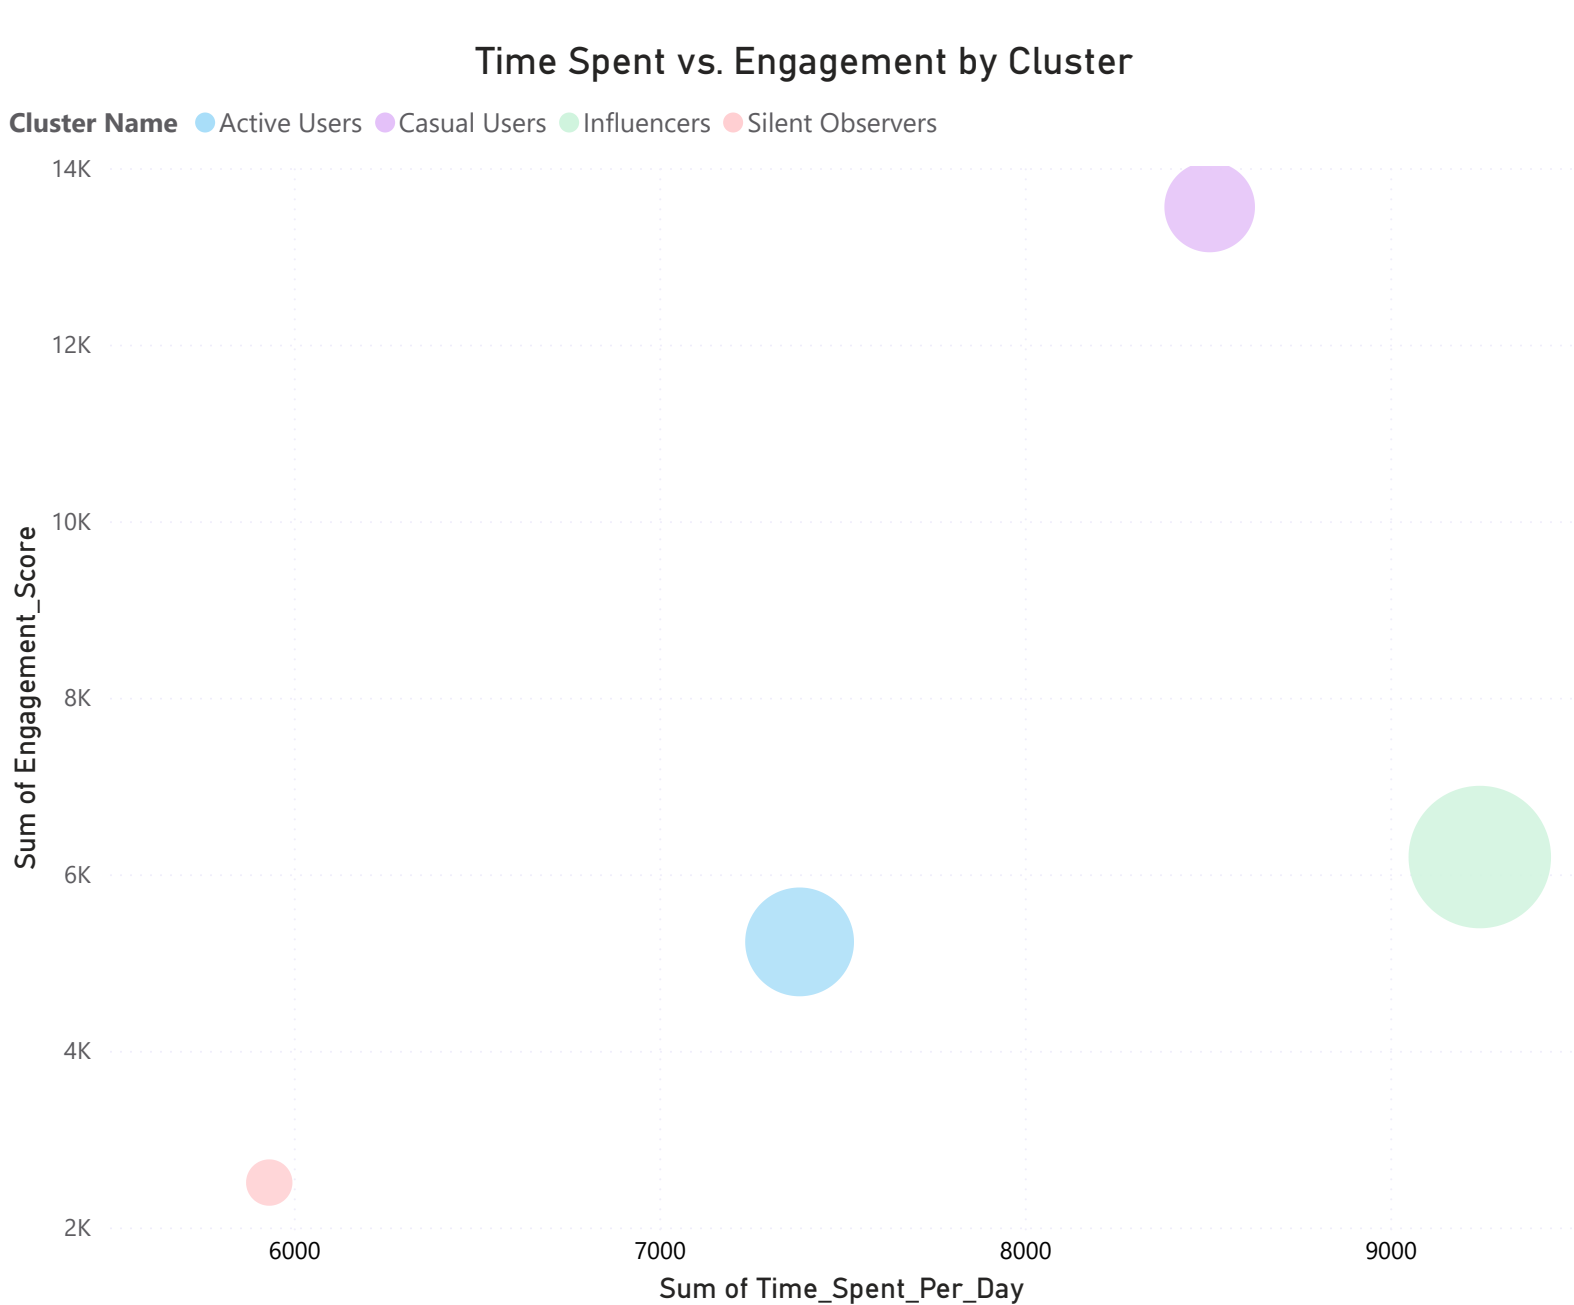 Time Spent vs. Engagement by Cluster
Cluster Name Active Users Casual Users Influencers Silent Observers
14K
12K
10K
8K
6K
4K
2K
Sum of Engagement_Score
6000 7000 8000 9000
Sum of Time_Spent_Per_Day